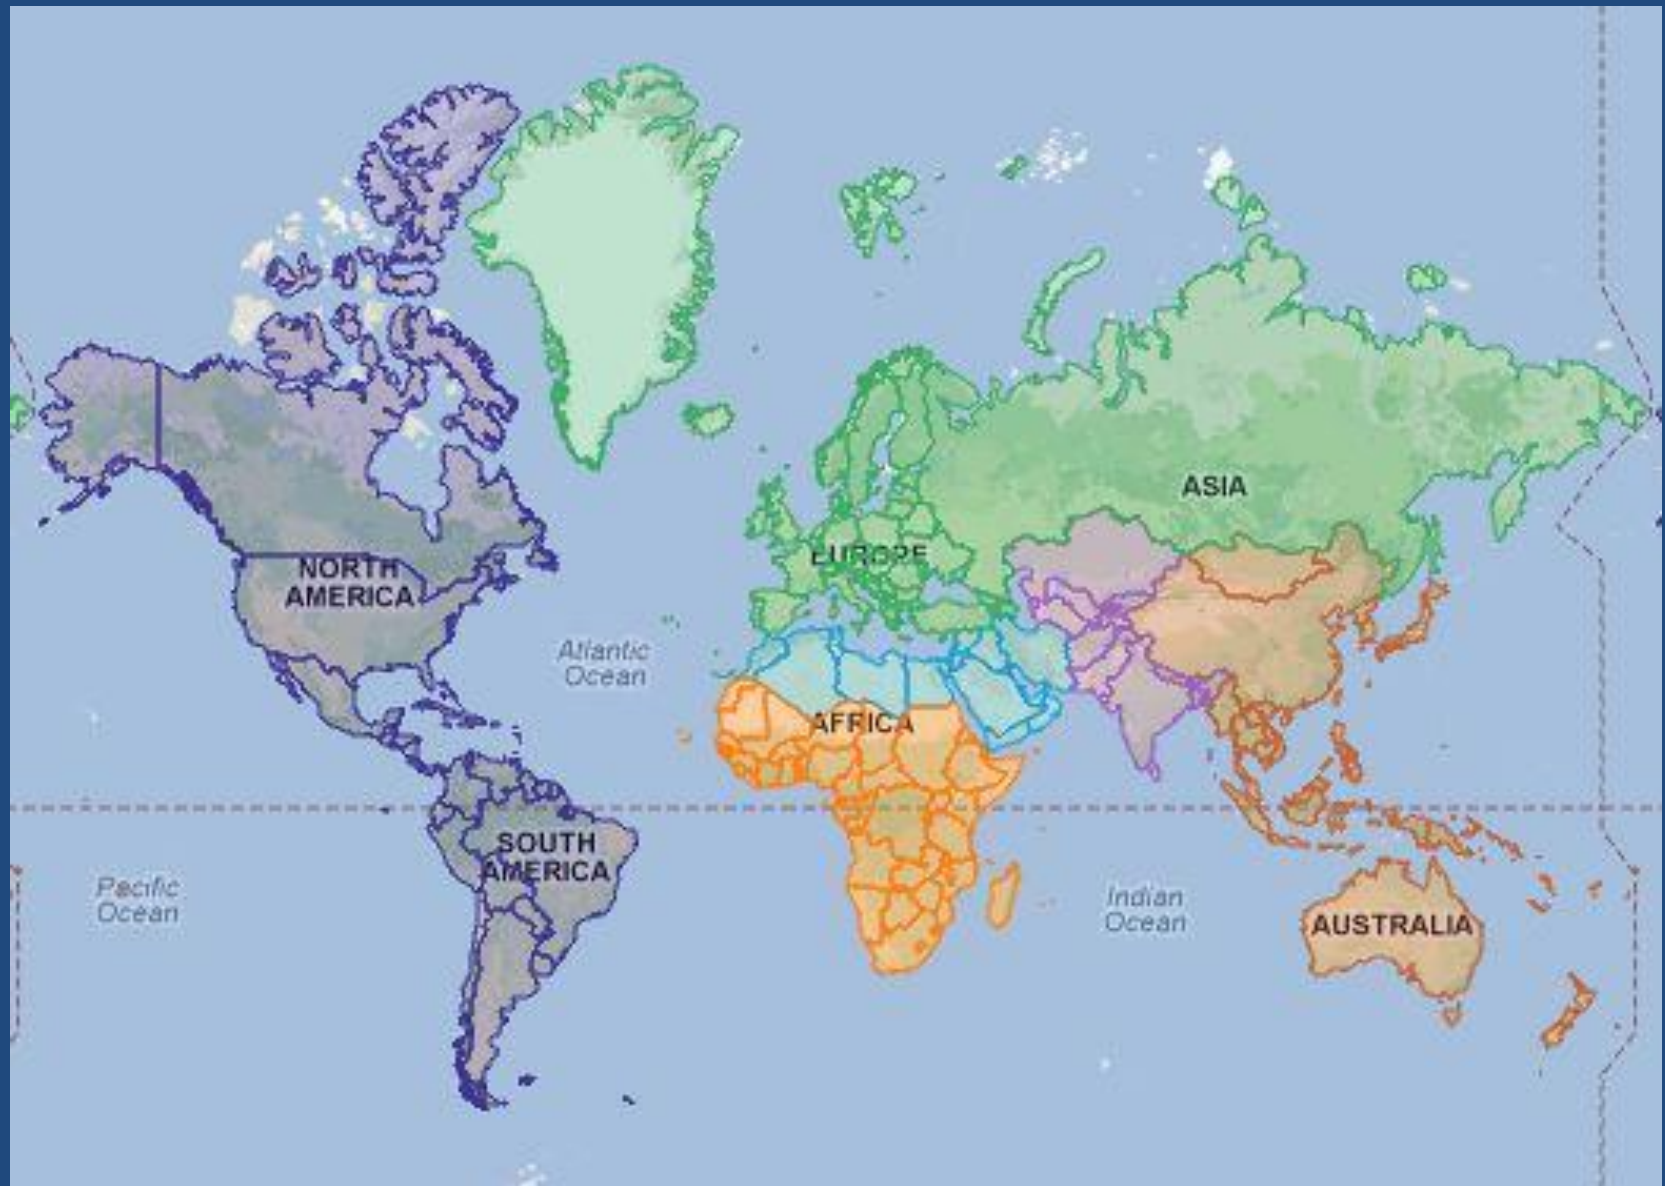 ASIA
EUROPE
NORTH
AMERICA
Atlantic
Ocean
AFRICA
SOUTH
AMERICA
Pacific
Ocean
Indian
Ocean
AUSTRALIA